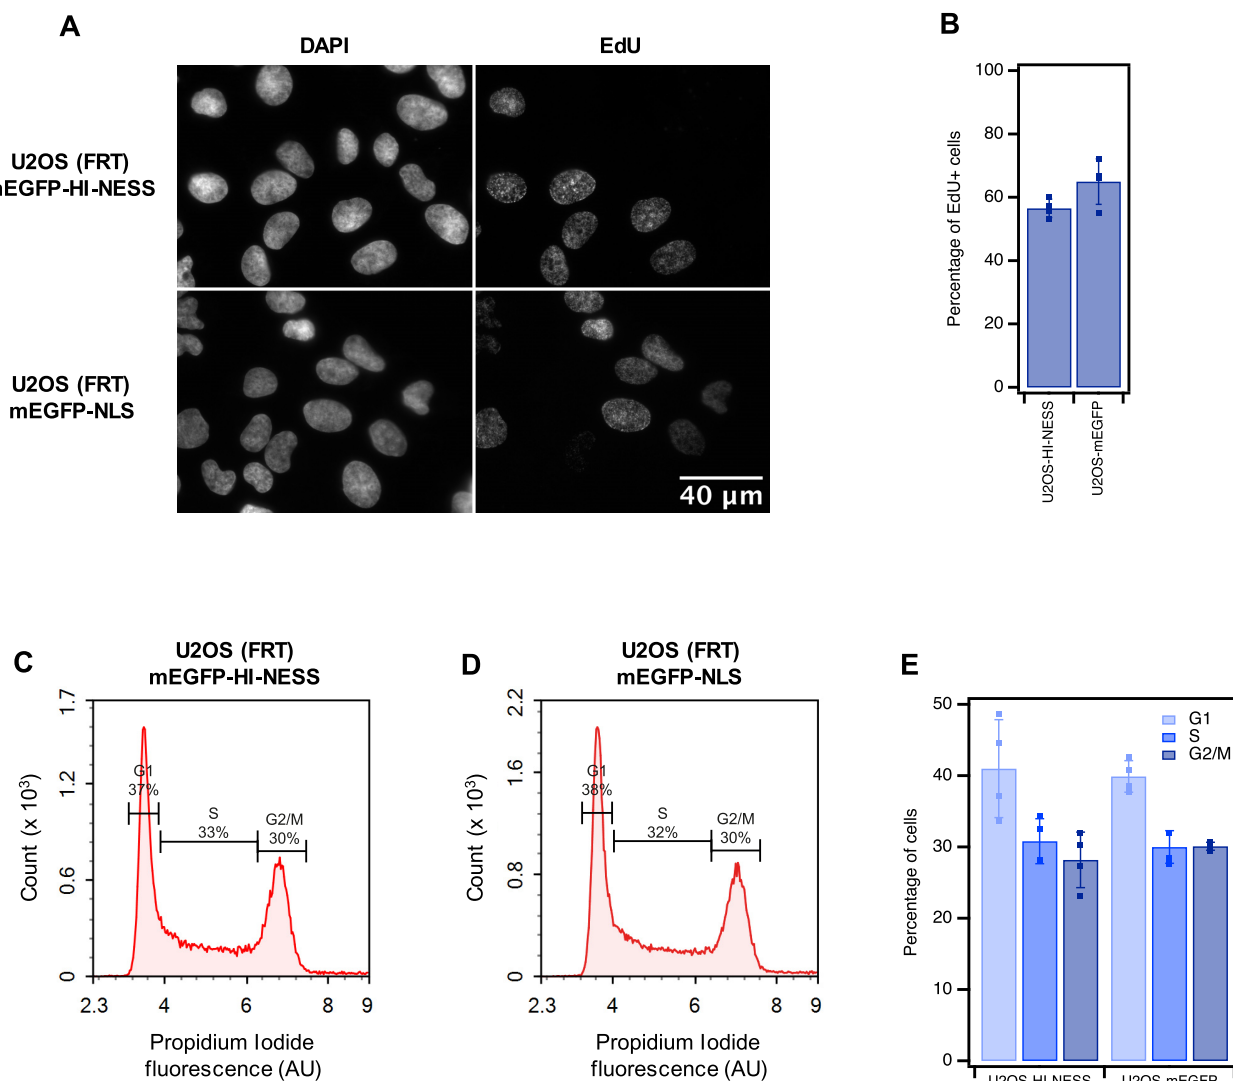 A
DAPI
EdU
U2OS (FRT)
mEGFP-HI-NESS
U2OS (FRT)
mEGFP-NLS
40 µm
B
100
80
60
40
20
0
Percentage of EdU+ cells
U2OS-HI-NESS
U2OS-mEGFP
C
U2OS (FRT)
mEGFP-HI-NESS
1.7
1.2
0.6
0
Count (x 10³)
G1
37%
S
33%
G2/M
30%
2.3 4 6 8 9
Propidium Iodide
fluorescence (AU)
D
U2OS (FRT)
mEGFP-NLS
2.2
1.6
0.8
0
Count (x 10³)
G1
38%
S
32%
G2/M
30%
2.3 4 6 8 9
Propidium Iodide
fluorescence (AU)
E
50
40
30
20
10
0
Percentage of cells
G1
S
G2/M
U2OS-HI-NESS U2OS-mEGFP